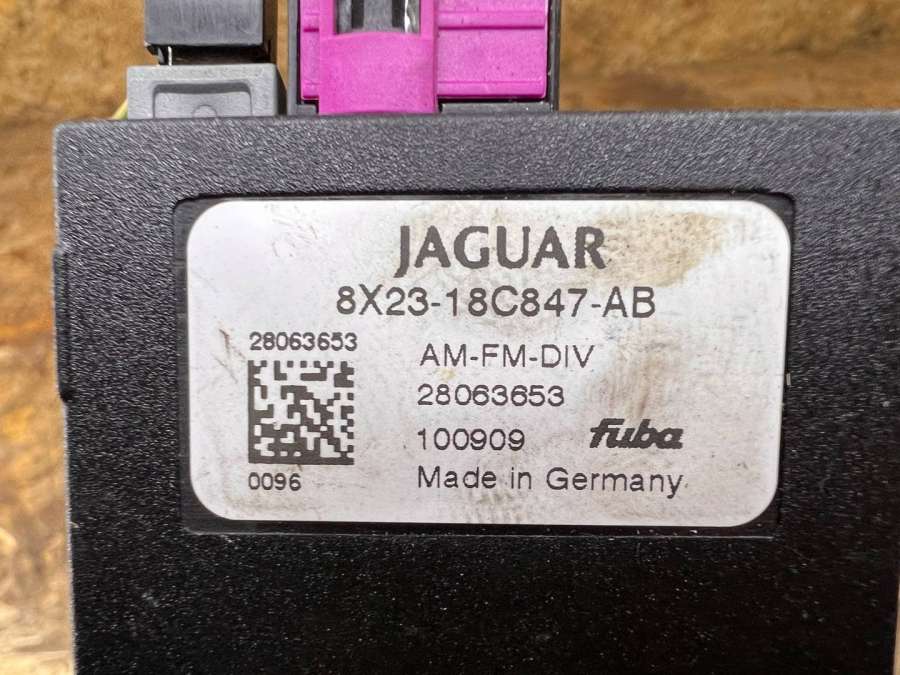 JAGUAR
8X23-18C847-AB
28063653
AM-FM-DIV
28063653
100909
fuba
0096
Made in Germany